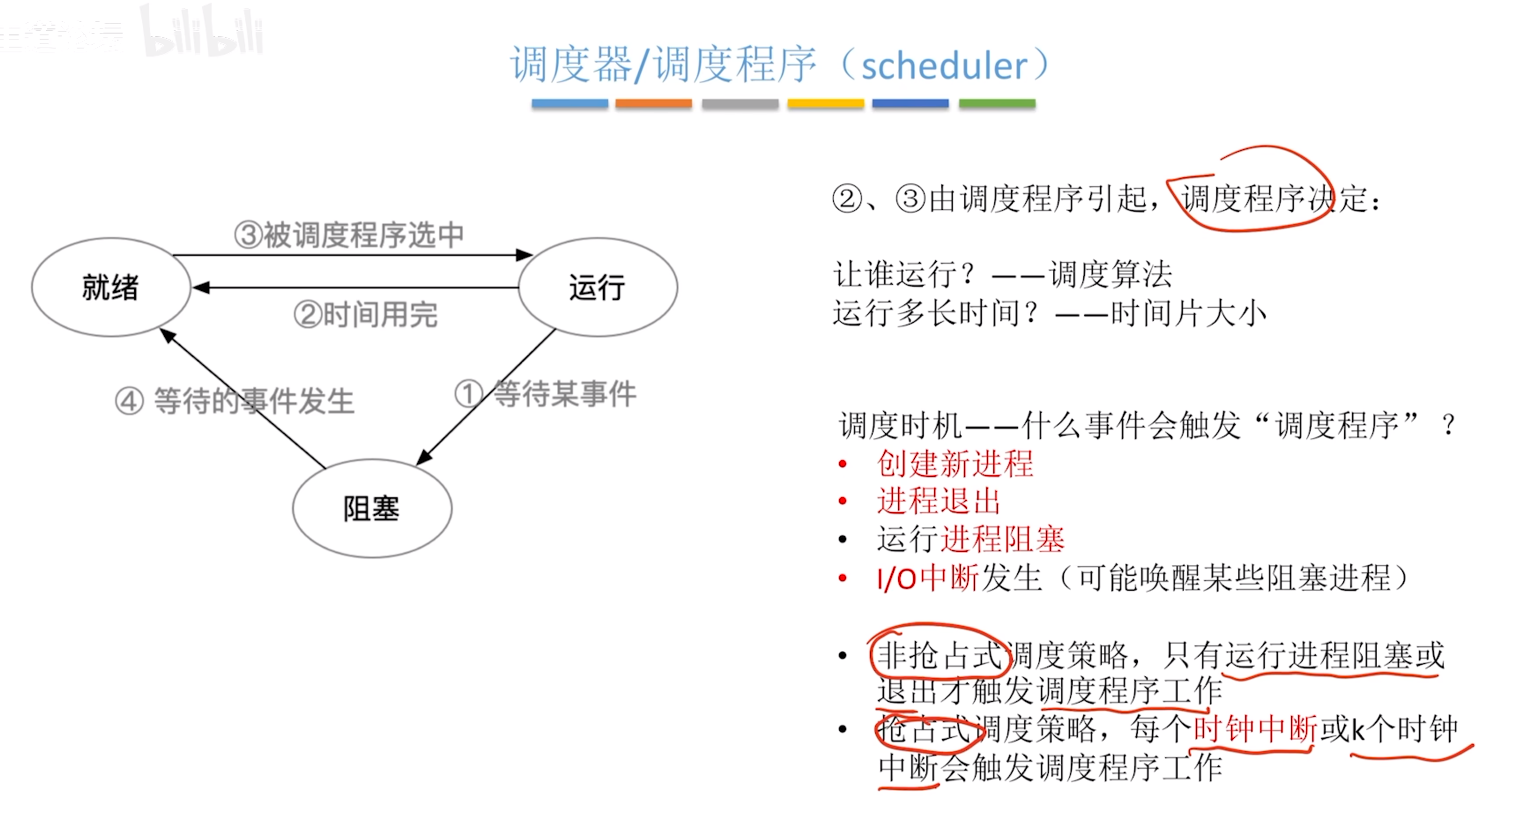 bilibili
调度器/调度程序（scheduler）
③被调度程序选中
就绪
运行
②时间用完
④ 等待的事件发生
① 等待某事件
阻塞
②、③由调度程序引起，调度程序决定：
让谁运行？——调度算法
运行多长时间？——时间片大小
调度时机——什么事件会触发“调度程序”？
• 创建新进程
• 进程退出
• 运行进程阻塞
• I/O中断发生（可能唤醒某些阻塞进程）
• 非抢占式调度策略，只有运行进程阻塞或
退出才触发调度程序工作
• 抢占式调度策略，每个时钟中断或k个时钟
中断会触发调度程序工作